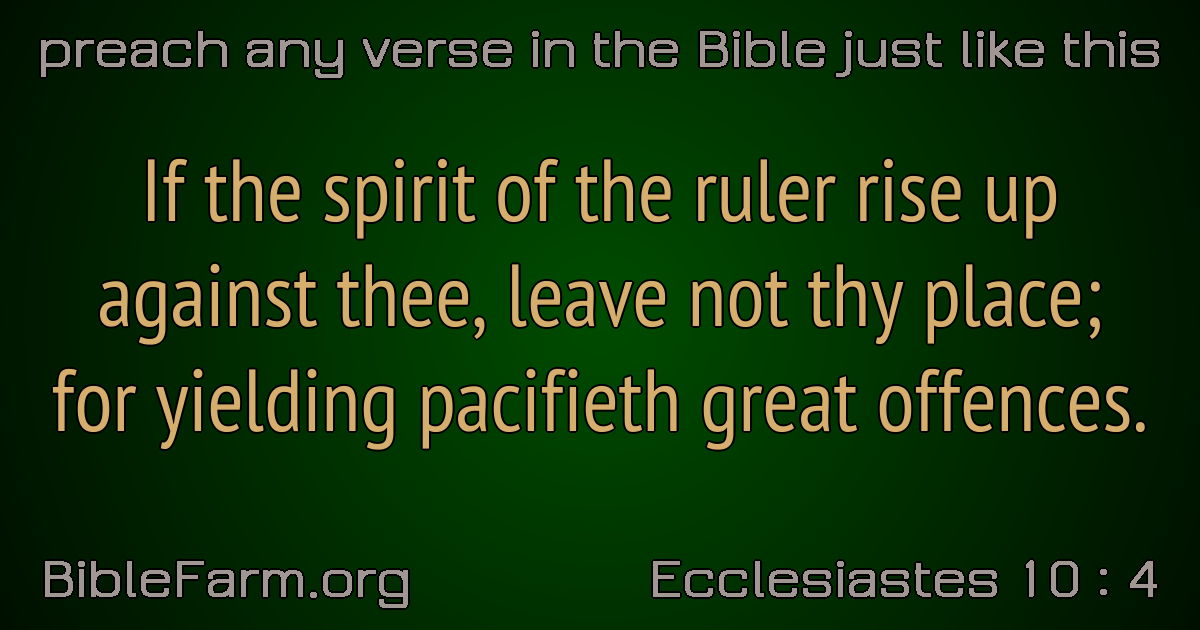 preach any verse in the Bible just like this
If the spirit of the ruler rise up
against thee, leave not thy place;
for yielding pacifieth great offences.
BibleFarm.org
Ecclesiastes 10 : 4